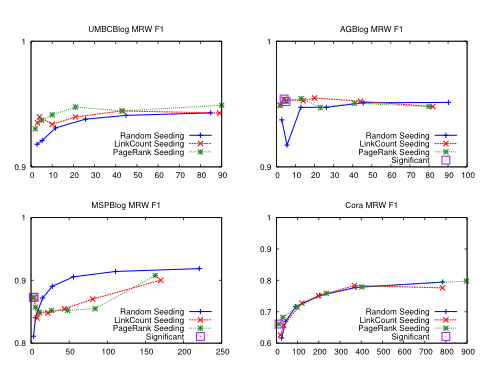 UMBCBlog MRW F1
1
0.9
0 10 20 30 40 50 60 70 80 90
Random Seeding
LinkCount Seeding
PageRank Seeding
AGBlog MRW F1
1
0.9
0 10 20 30 40 50 60 70 80 90 100
Random Seeding
LinkCount Seeding
PageRank Seeding
Significant
MSPBlog MRW F1
1
0.9
0.8
0 50 100 150 200 250
Random Seeding
LinkCount Seeding
PageRank Seeding
Significant
Cora MRW F1
1
0.9
0.8
0.7
0.6
0 100 200 300 400 500 600 700 800 900
Random Seeding
LinkCount Seeding
PageRank Seeding
Significant